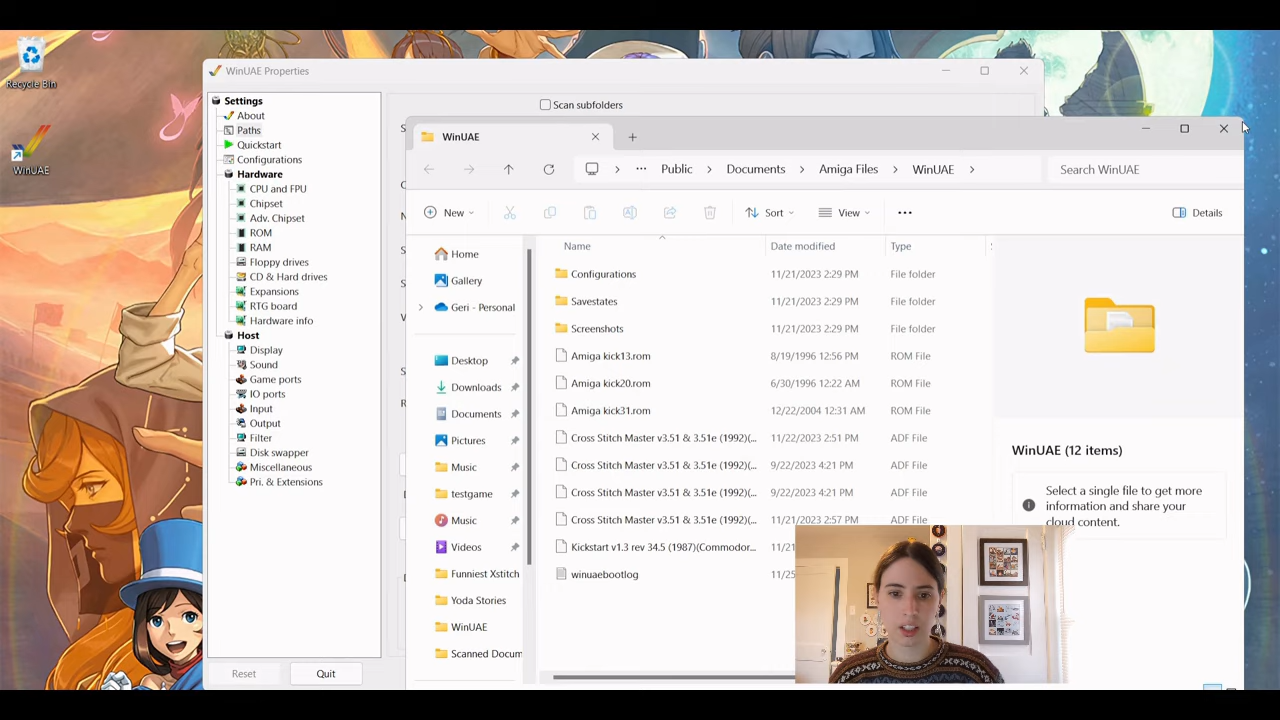 Recycle Bin
WinUAE
WinUAE Properties
Settings
About
Paths
Quickstart
Configurations
Hardware
CPU and FPU
Chipset
Adv. Chipset
ROM
RAM
Floppy drives
CD & Hard drives
Expansions
RTG board
Hardware info
Host
Display
Sound
Game ports
IO ports
Input
Output
Filter
Disk swapper
Miscellaneous
Pri. & Extensions
Reset
Quit
Scan subfolders
WinUAE
Public > Documents > Amiga Files > WinUAE >
Search WinUAE
New
Sort
View
Details
Home
Gallery
Geri - Personal
Desktop
Downloads
Documents
Pictures
Music
testgame
Music
Videos
Funniest Xstitch
Yoda Stories
WinUAE
Scanned Docum
Name Date modified Type
Configurations 11/21/2023 2:29 PM File folder
Savestates 11/21/2023 2:29 PM File folder
Screenshots 11/21/2023 2:29 PM File folder
Amiga kick13.rom 8/19/1996 12:56 PM ROM File
Amiga kick20.rom 6/30/1996 12:22 AM ROM File
Amiga kick31.rom 12/22/2004 12:31 AM ROM File
Cross Stitch Master v3.51 & 3.51e (1992)(... 11/22/2023 2:51 PM ADF File
Cross Stitch Master v3.51 & 3.51e (1992)(... 9/22/2023 4:21 PM ADF File
Cross Stitch Master v3.51 & 3.51e (1992)(... 9/22/2023 4:21 PM ADF File
Cross Stitch Master v3.51 & 3.51e (1992)(... 11/21/2023 2:57 PM ADF File
Kickstart v1.3 rev 34.5 (1987)(Commodor... 11/21
winuaebootlog 11/25
WinUAE (12 items)
Select a single file to get more
information and share your
cloud content.